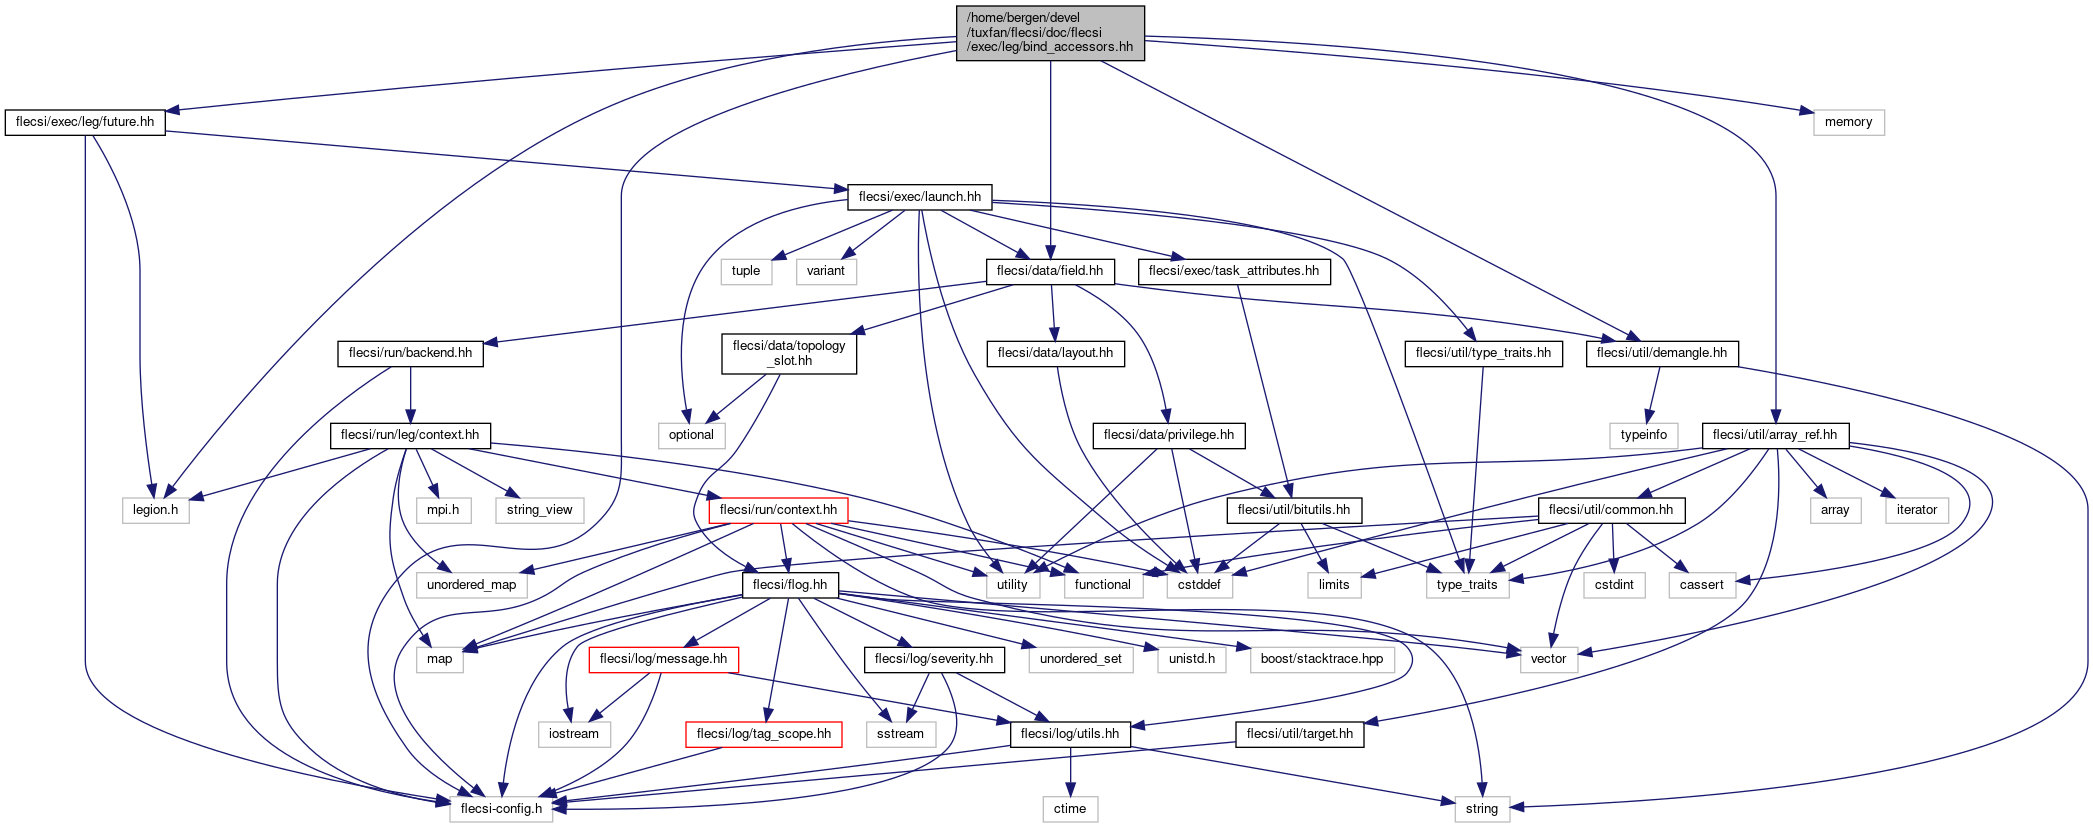 /home/bergen/devel
/tuxfan/flecsi/doc/flecsi
/exec/leg/bind_accessors.hh
flecsi/exec/leg/future.hh
memory
flecsi/exec/launch.hh
tuple
variant
flecsi/data/field.hh
flecsi/exec/task_attributes.hh
flecsi/run/backend.hh
flecsi/data/topology
_slot.hh
flecsi/data/layout.hh
flecsi/util/type_traits.hh
flecsi/util/demangle.hh
flecsi/run/leg/context.hh
optional
flecsi/data/privilege.hh
typeinfo
flecsi/util/array_ref.hh
legion.h
mpi.h
string_view
flecsi/run/context.hh
flecsi/util/bitutils.hh
flecsi/util/common.hh
array
iterator
unordered_map
flecsi/flog.hh
utility
functional
cstddef
limits
type_traits
cstdint
cassert
map
flecsi/log/message.hh
flecsi/log/severity.hh
unordered_set
unistd.h
boost/stacktrace.hpp
vector
iostream
flecsi/log/tag_scope.hh
sstream
flecsi/log/utils.hh
flecsi/util/target.hh
flecsi-config.h
ctime
string